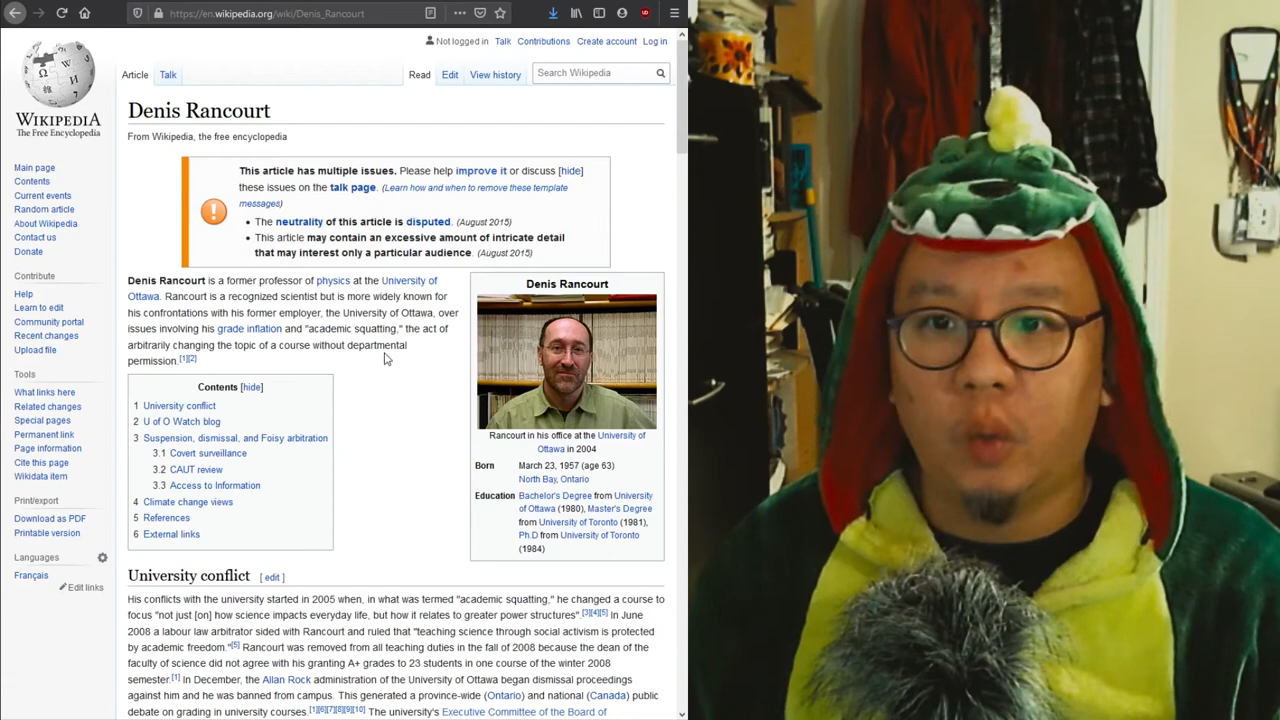 https://en.wikipedia.org/wiki/Denis_Rancourt
Not logged in Talk Contributions Create account Log in
Article Talk Read Edit View history Search Wikipedia
WIKIPEDIA
The Free Encyclopedia
Main page
Contents
Current events
Random article
About Wikipedia
Contact us
Donate
Contribute
Help
Learn to edit
Community portal
Recent changes
Upload file
Tools
What links here
Related changes
Special pages
Permanent link
Page information
Cite this page
Wikidata item
Print/export
Download as PDF
Printable version
Languages
Français
Edit links
Denis Rancourt
From Wikipedia, the free encyclopedia
This article has multiple issues. Please help improve it or discuss [hide]
these issues on the talk page. (Learn how and when to remove these template
messages)
• The neutrality of this article is disputed. (August 2015)
• This article may contain an excessive amount of intricate detail
that may interest only a particular audience. (August 2015)
Denis Rancourt is a former professor of physics at the University of
Ottawa. Rancourt is a recognized scientist but is more widely known for
his confrontations with his former employer, the University of Ottawa, over
issues involving his grade inflation and "academic squatting," the act of
arbitrarily changing the topic of a course without departmental
permission.[1][2]
Contents [hide]
1 University conflict
2 U of O Watch blog
3 Suspension, dismissal, and Foisy arbitration
3.1 Covert surveillance
3.2 CAUT review
3.3 Access to Information
4 Climate change views
5 References
6 External links
Denis Rancourt
Rancourt in his office at the University of
Ottawa in 2004
Born March 23, 1957 (age 63)
North Bay, Ontario
Education Bachelor's Degree from University
of Ottawa (1980), Master's Degree
from University of Toronto (1981),
Ph.D from University of Toronto
(1984)
University conflict [ edit ]
His conflicts with the university started in 2005 when, in what was termed "academic squatting," he changed a course to
focus "not just [on] how science impacts everyday life, but how it relates to greater power structures".[3][4][5] In June
2008 a labour law arbitrator sided with Rancourt and ruled that "teaching science through social activism is protected
by academic freedom."[5] Rancourt was removed from all teaching duties in the fall of 2008 because the dean of the
faculty of science did not agree with his granting A+ grades to 23 students in one course of the winter 2008
semester.[1] In December, the Allan Rock administration of the University of Ottawa began dismissal proceedings
against him and he was banned from campus. This generated a province-wide (Ontario) and national (Canada) public
debate on grading in university courses.[1][6][7][8][9][10] The university's Executive Committee of the Board of